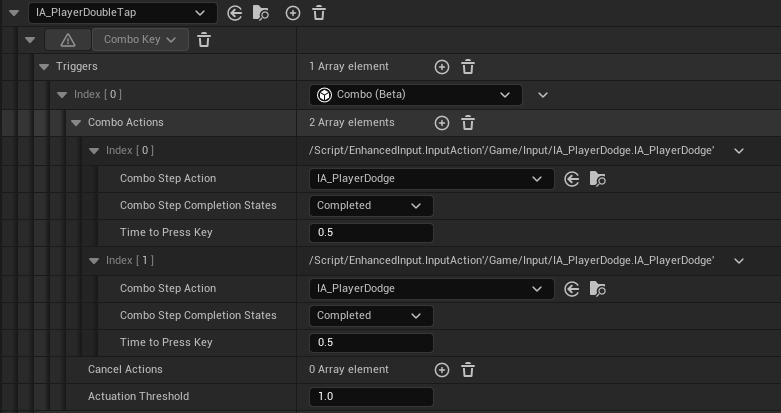 IA_PlayerDoubleTap
Combo Key
Triggers 1 Array element
Index [ 0 ] Combo (Beta)
Combo Actions 2 Array elements
Index [ 0 ] /Script/EnhancedInput.InputAction'/Game/Input/IA_PlayerDodge.IA_PlayerDodge'
Combo Step Action IA_PlayerDodge
Combo Step Completion States Completed
Time to Press Key 0.5
Index [ 1 ] /Script/EnhancedInput.InputAction'/Game/Input/IA_PlayerDodge.IA_PlayerDodge'
Combo Step Action IA_PlayerDodge
Combo Step Completion States Completed
Time to Press Key 0.5
Cancel Actions 0 Array element
Actuation Threshold 1.0